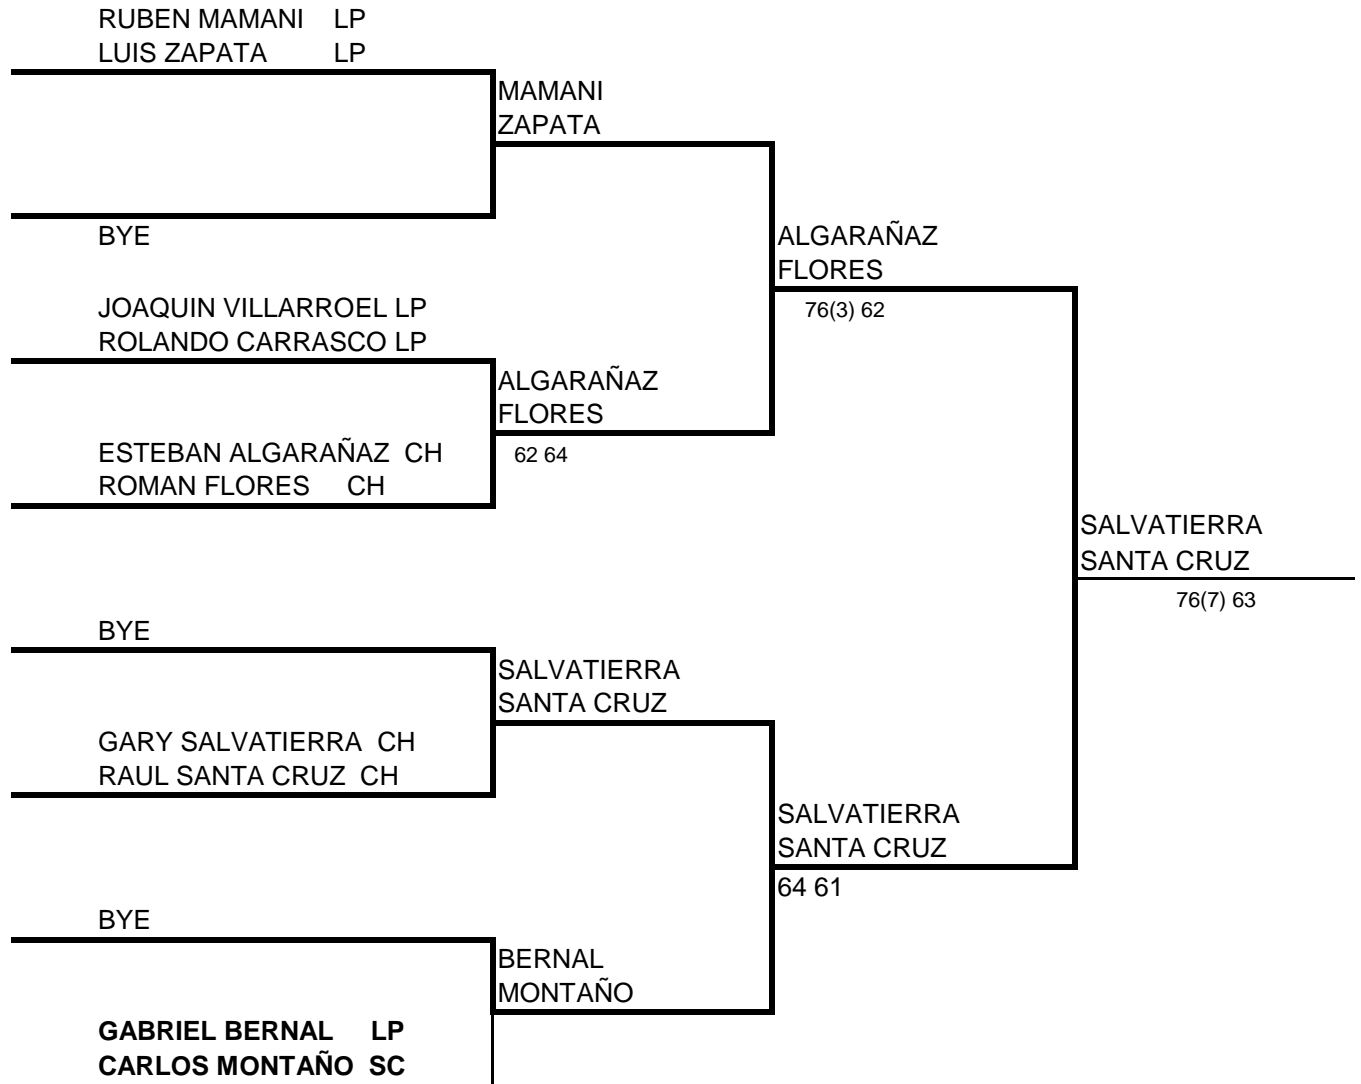 RUBEN MAMANI LP
LUIS ZAPATA LP
MAMANI
ZAPATA
BYE
ALGARAÑAZ
FLORES
76(3) 62
JOAQUIN VILLARROEL LP
ROLANDO CARRASCO LP
ALGARAÑAZ
FLORES
62 64
ESTEBAN ALGARAÑAZ CH
ROMAN FLORES CH
SALVATIERRA
SANTA CRUZ
76(7) 63
BYE
SALVATIERRA
SANTA CRUZ
GARY SALVATIERRA CH
RAUL SANTA CRUZ CH
SALVATIERRA
SANTA CRUZ
64 61
BYE
BERNAL
MONTAÑO
GABRIEL BERNAL LP
CARLOS MONTAÑO SC